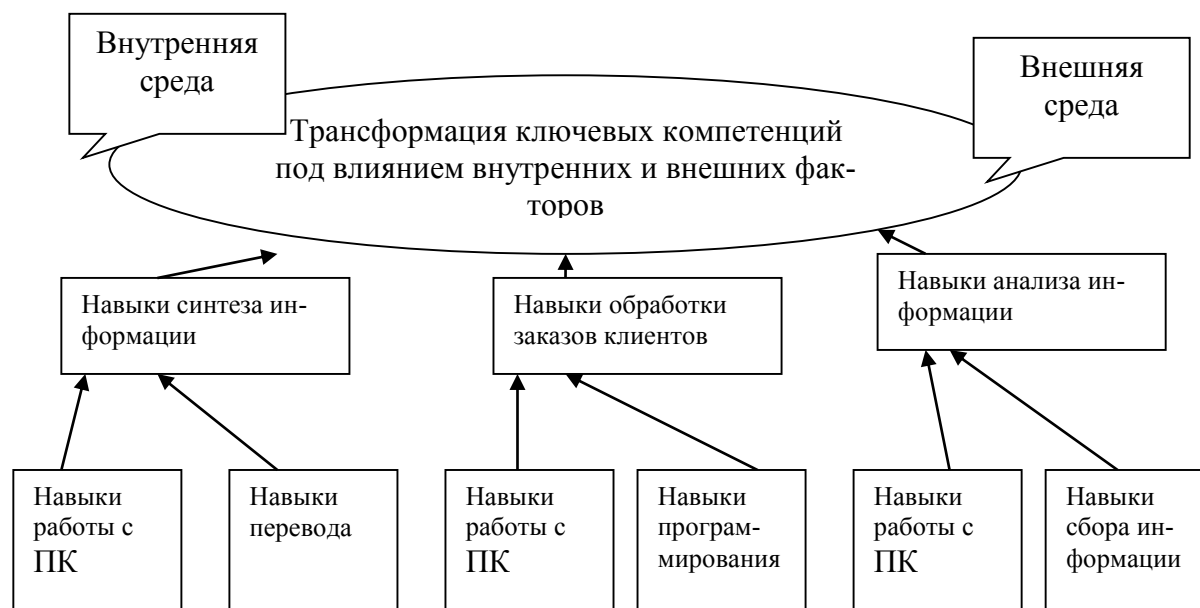 Внутренняя
среда
Внешняя
среда
Трансформация ключевых компетенций
под влиянием внутренних и внешних фак-
торов
Навыки синтеза ин-
формации
Навыки обработки
заказов клиентов
Навыки анализа ин-
формации
Навыки
работы с
ПК
Навыки
перевода
Навыки
работы с
ПК
Навыки
програм-
мирования
Навыки
работы с
ПК
Навыки
сбора ин-
формации